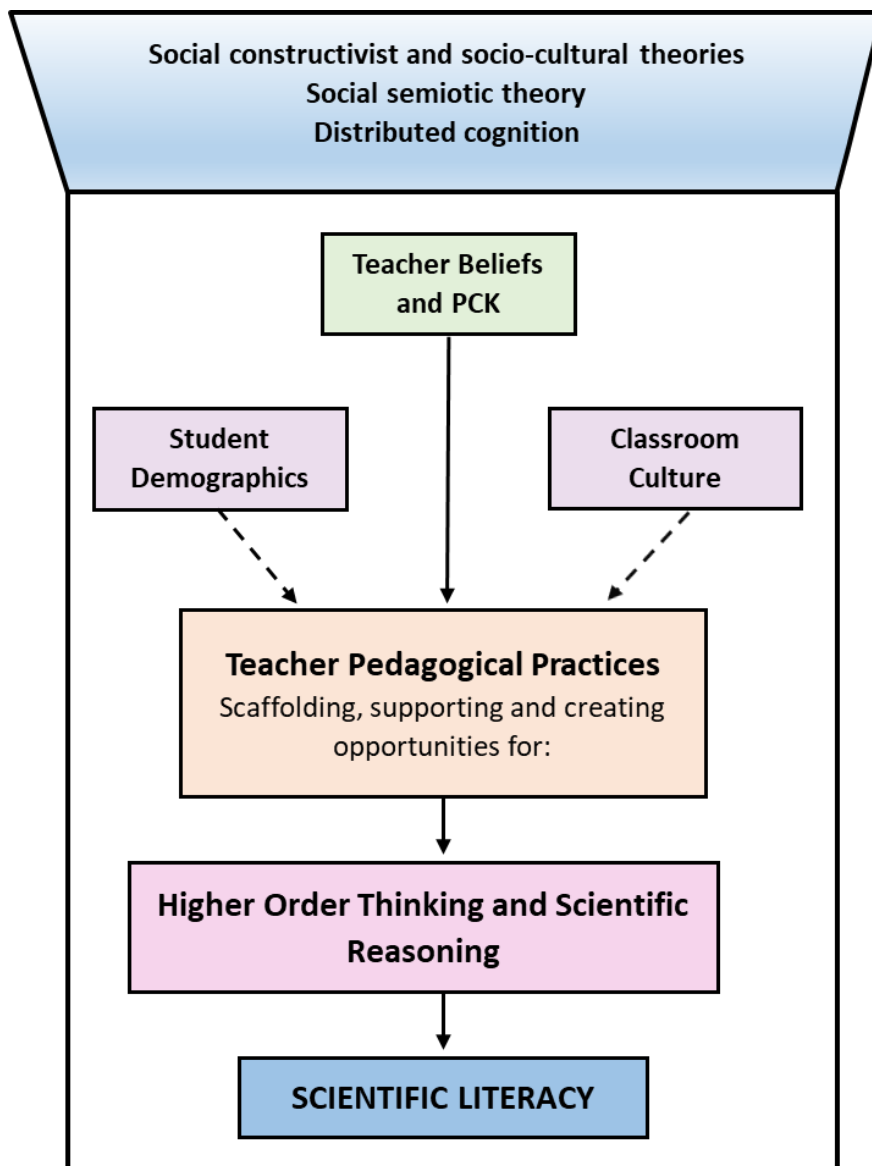 Social constructivist and socio-cultural theories
Social semiotic theory
Distributed cognition
Teacher Beliefs
and PCK
Student
Demographics
Classroom
Culture
Teacher Pedagogical Practices
Scaffolding, supporting and creating
opportunities for:
Higher Order Thinking and Scientific
Reasoning
SCIENTIFIC LITERACY